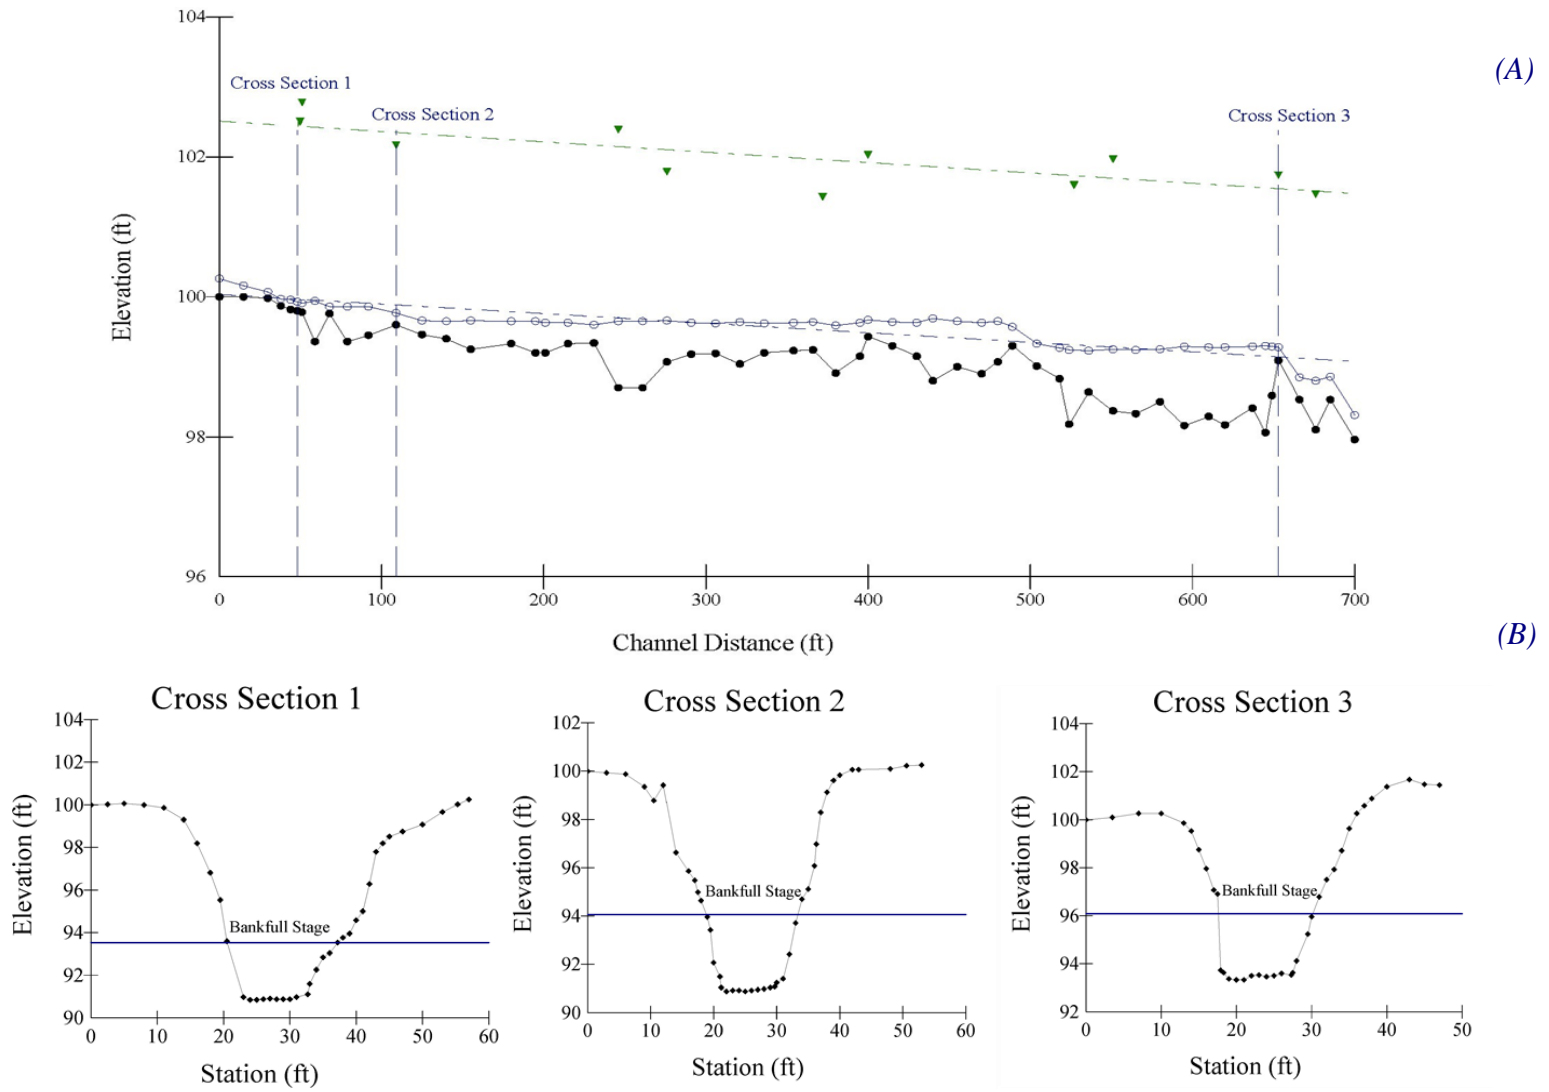 104
(A)
Cross Section 1
Cross Section 2
Cross Section 3
102
Elevation (ft)
100
98
96
0 100 200 300 400 500 600 700
Channel Distance (ft)
(B)
Cross Section 1
104
102
100
98
96
94
92
90
Elevation (ft)
Bankfull Stage
0 10 20 30 40 50 60
Station (ft)
Cross Section 2
102
100
98
96
94
92
90
Elevation (ft)
Bankfull Stage
0 10 20 30 40 50 60
Station (ft)
Cross Section 3
104
102
100
98
96
94
92
Elevation (ft)
Bankfull Stage
0 10 20 30 40 50
Station (ft)